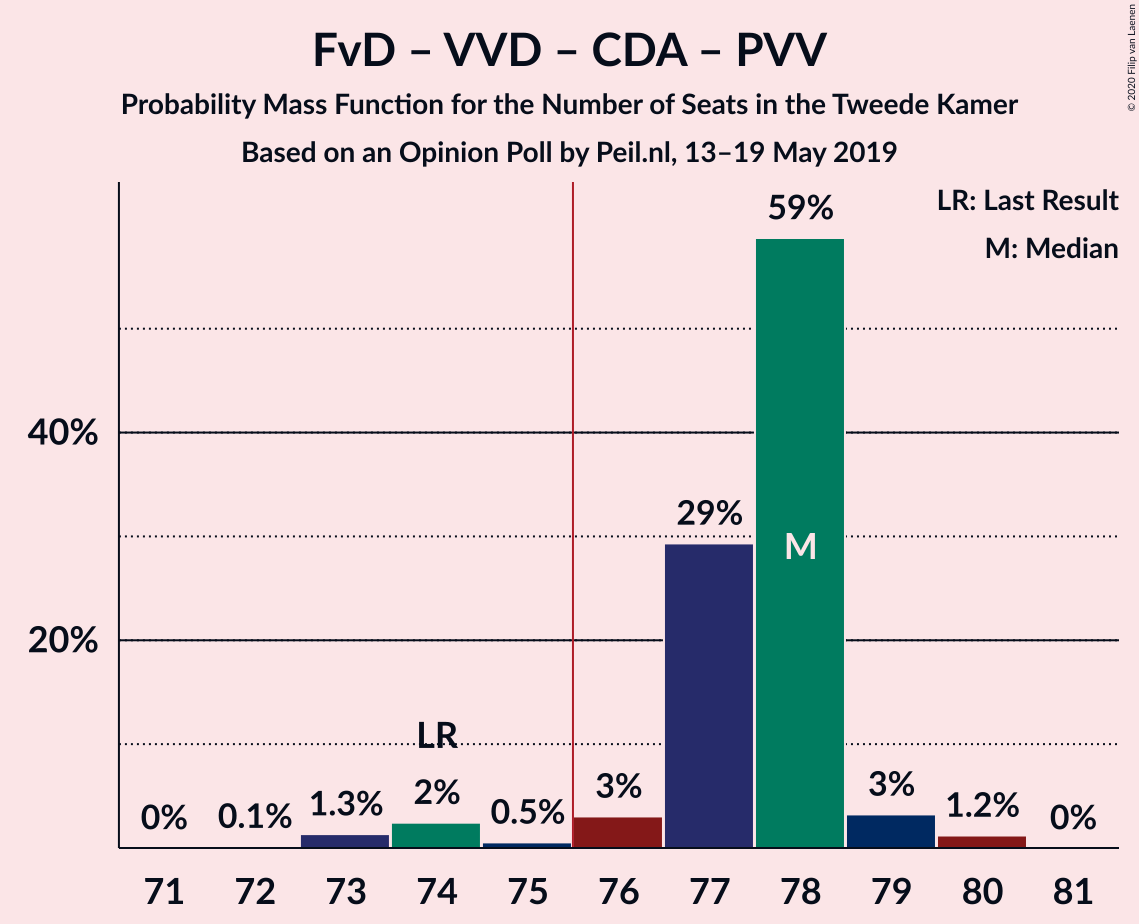 FvD – VVD – CDA – PVV
Probability Mass Function for the Number of Seats in the Tweede Kamer
Based on an Opinion Poll by Peil.nl, 13–19 May 2019
© 2020 Filip van Laenen
LR: Last Result
M: Median
59%
40%
29%
M
20%
LR
0%
0.1%
1.3%
2%
0.5%
3%
3%
1.2%
0%
71 72 73 74 75 76 77 78 79 80 81